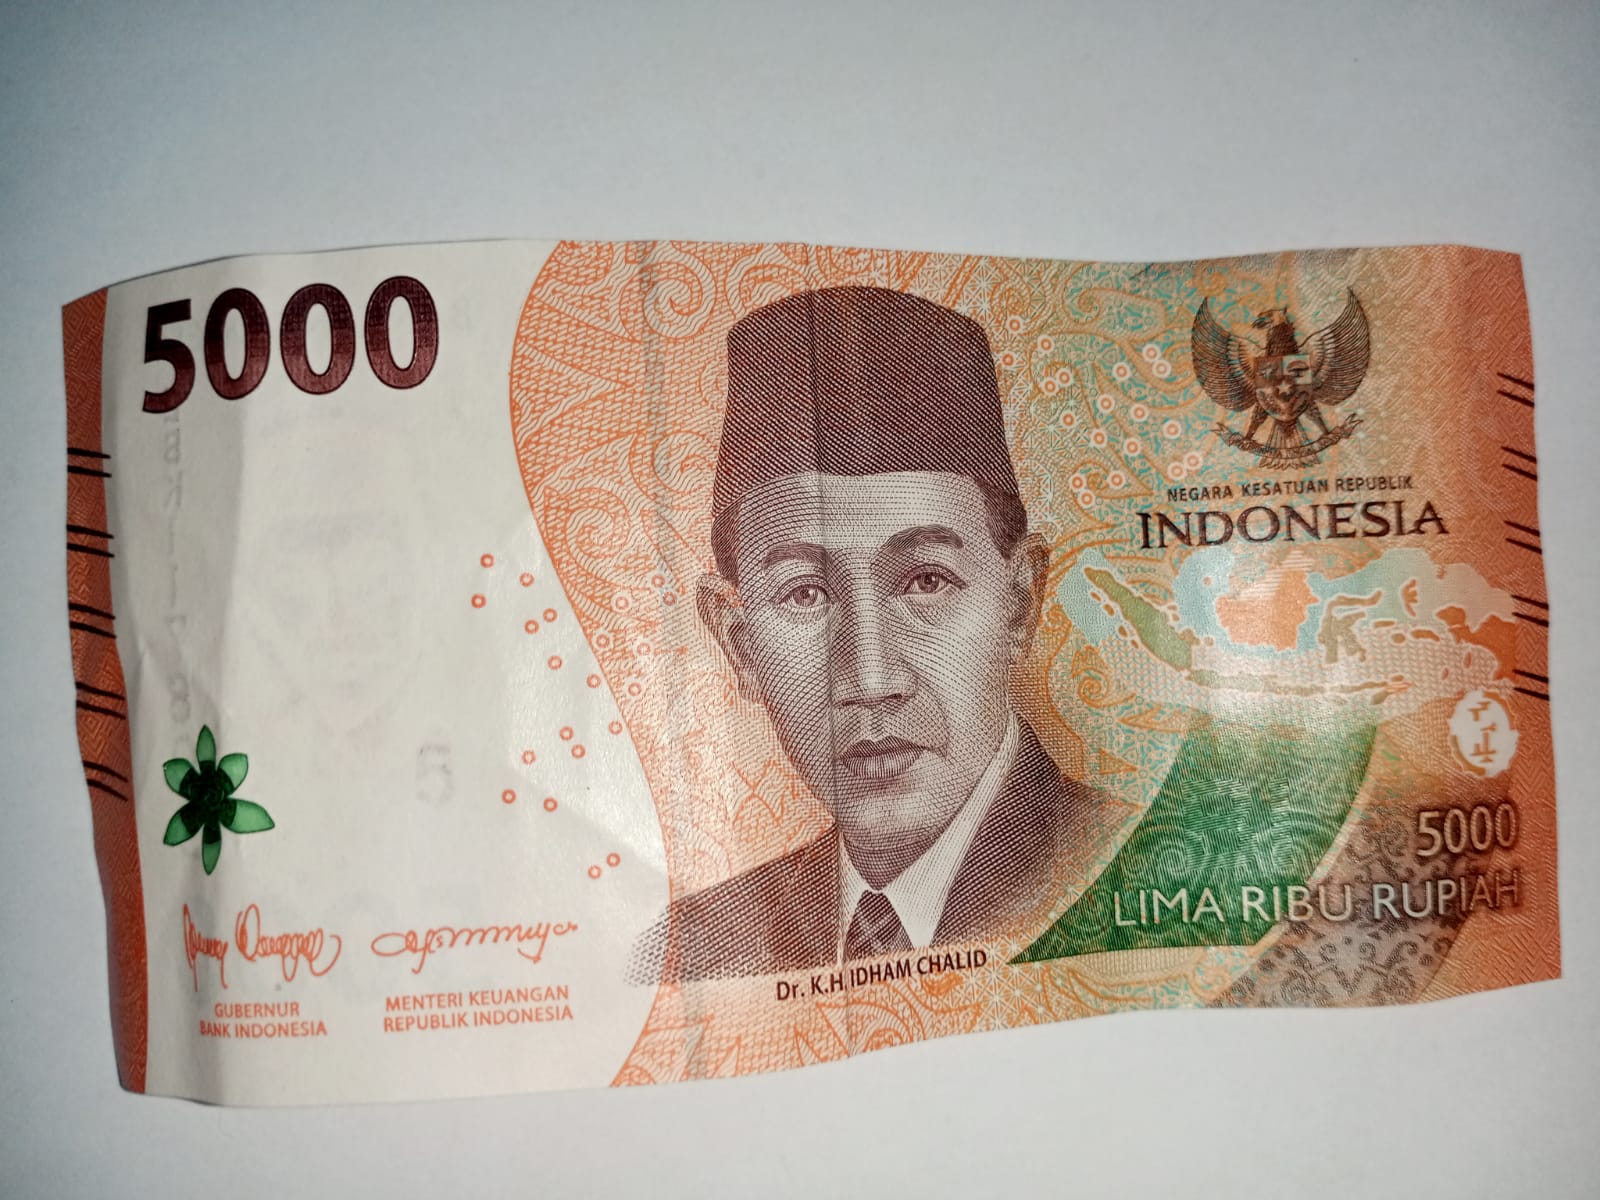 5000
NEGARA KESATUAN REPUBLIK
INDONESIA
5
5000
LIMA RIBU RUPIAH
Dr. K.H. IDHAM CHALID
GUBERNUR
BANK INDONESIA
MENTERI KEUANGAN
REPUBLIK INDONESIA